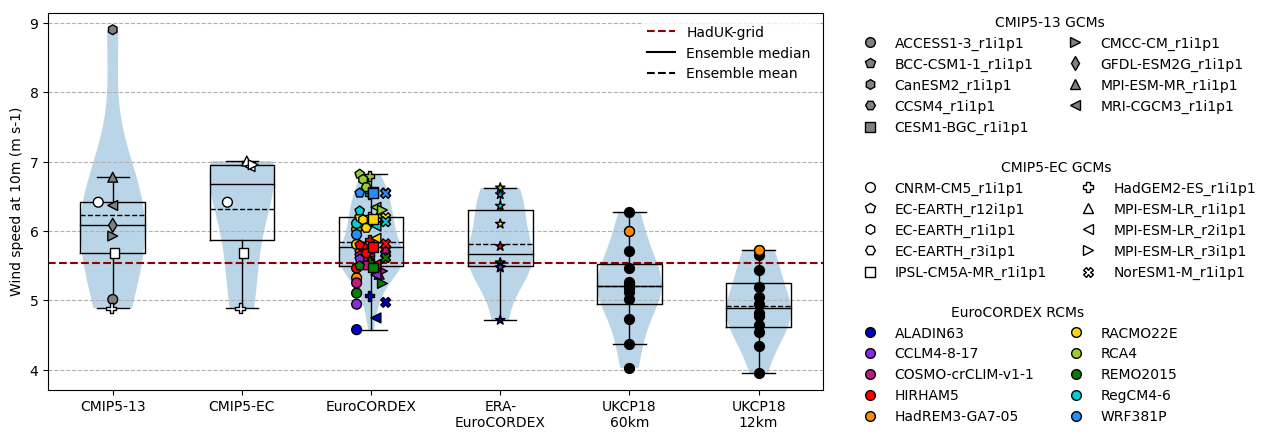 Wind speed at 10m (m s-1)
9
8
7
6
5
4
HadUK-grid
Ensemble median
Ensemble mean
CMIP5-13
CMIP5-EC
EuroCORDEX
ERA-
EuroCORDEX
UKCP18
60km
UKCP18
12km
CMIP5-13 GCMs
ACCESS1-3_r1i1p1
BCC-CSM1-1_r1i1p1
CanESM2_r1i1p1
CCSM4_r1i1p1
CESM1-BGC_r1i1p1
CMCC-CM_r1i1p1
GFDL-ESM2G_r1i1p1
MPI-ESM-MR_r1i1p1
MRI-CGCM3_r1i1p1
CMIP5-EC GCMs
CNRM-CM5_r1i1p1
EC-EARTH_r12i1p1
EC-EARTH_r1i1p1
EC-EARTH_r3i1p1
IPSL-CM5A-MR_r1i1p1
HadGEM2-ES_r1i1p1
MPI-ESM-LR_r1i1p1
MPI-ESM-LR_r2i1p1
MPI-ESM-LR_r3i1p1
NorESM1-M_r1i1p1
EuroCORDEX RCMs
ALADIN63
CCLM4-8-17
COSMO-crCLIM-v1-1
HIRHAM5
HadREM3-GA7-05
RACMO22E
RCA4
REMO2015
RegCM4-6
WRF381P